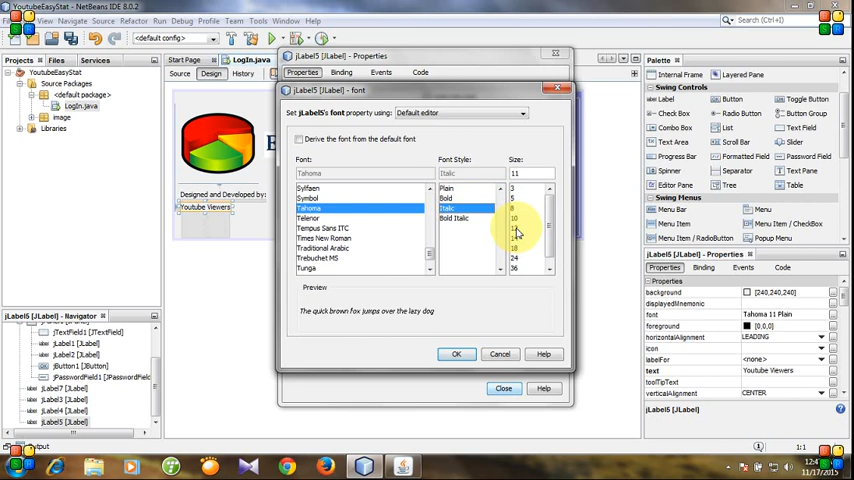 YoutubeEasyStat - NetBeans IDE 8.0.2
File Edit View Navigate Source Refactor Run Debug Profile Team Tools Window Help
Search (Ctrl+I)
<default config>
Projects Files Services
YoutubeEasyStat
Source Packages
<default package>
LogIn.java
image
Libraries
Start Page LogIn.java
Source Design History
Designed and Developed by:
Youtube Viewers
jLabel5 [JLabel] - Properties
Properties Binding Events Code
jLabel5 [JLabel] - font
Set jLabel5's font property using: Default editor
Derive the font from the default font
Font: Font Style: Size:
Tahoma Italic 11
Sylfaen Plain 3
Symbol Bold 5
Tahoma Italic 8
Telenor Bold Italic 10
Tempus Sans ITC 12
Times New Roman 14
Traditional Arabic 18
Trebuchet MS 24
Tunga 36
Preview
The quick brown fox jumps over the lazy dog
OK Cancel Help
Close Help
jLabel5 [JLabel] - Navigator
jTextField1 [JTextField]
jLabel1 [JLabel]
jLabel2 [JLabel]
jButton1 [JButton]
jPasswordField1 [JPasswordField]
jLabel7 [JLabel]
jLabel3 [JLabel]
jLabel4 [JLabel]
jLabel5 [JLabel]
Output
Palette
Internal Frame Layered Pane
Swing Controls
Label Button Toggle Button
Check Box Radio Button Button Group
Combo Box List Text Field
Text Area Scroll Bar Slider
Progress Bar Formatted Field Password Field
Spinner Separator Text Pane
Editor Pane Tree Table
Swing Menus
Menu Bar Menu
Menu Item Menu Item / CheckBox
Menu Item / RadioButton Popup Menu
jLabel5 [JLabel] - Properties
Properties Binding Events Code
Properties
background [240,240,240]
displayedMnemonic
font Tahoma 11 Plain
foreground [0,0,0]
horizontalAlignment LEADING
icon
labelFor <none>
text Youtube Viewers
toolTipText
verticalAlignment CENTER
jLabel5 [JLabel]
1:1
11/17/2015